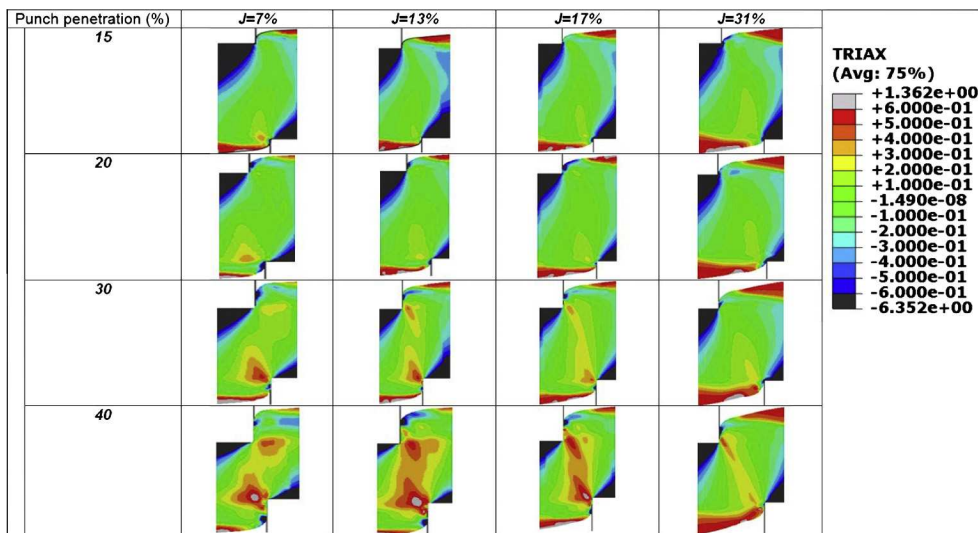 Punch penetration (%) J=7% J=13% J=17% J=31%
15
20
30
40
TRIAX
(Avg: 75%)
+1.362e+00
+6.000e-01
+5.000e-01
+4.000e-01
+3.000e-01
+2.000e-01
+1.000e-01
-1.490e-08
-1.000e-01
-2.000e-01
-3.000e-01
-4.000e-01
-5.000e-01
-6.000e-01
-6.352e+00